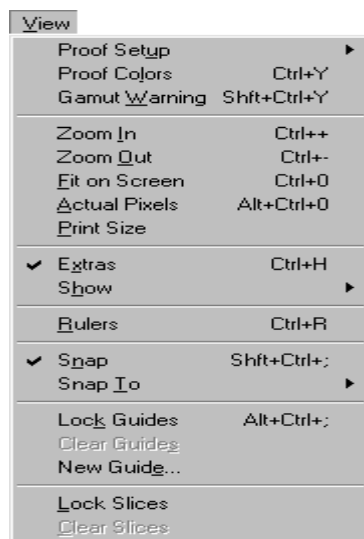 View
Proof Setup
Proof Colors Ctrl+Y
Gamut Warning Shft+Ctrl+Y
Zoom In Ctrl++
Zoom Out Ctrl+-
Fit on Screen Ctrl+0
Actual Pixels Alt+Ctrl+0
Print Size
Extras Ctrl+H
Show
Rulers Ctrl+R
Snap Shft+Ctrl+;
Snap To
Lock Guides Alt+Ctrl+;
Clear Guides
New Guide...
Lock Slices
Clear Slices